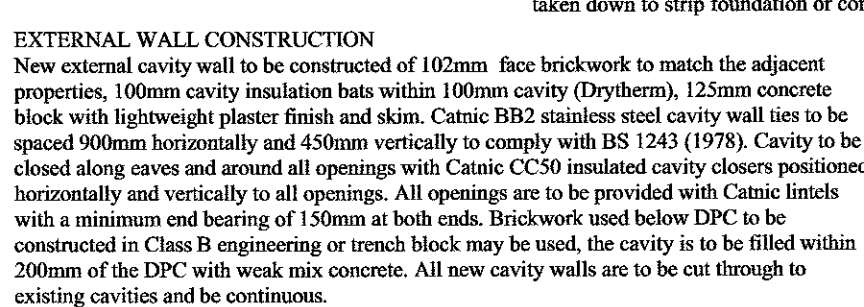 taken down to strip foundation or
EXTERNAL WALL CONSTRUCTION
New external cavity wall to be constructed of 102mm face brickwork to match the adjacent
properties, 100mm cavity insulation bats within 100mm cavity (Drytherm), 125mm concrete
block with lightweight plaster finish and skim. Catnic BB2 stainless steel cavity wall ties to be
spaced 900mm horizontally and 450mm vertically to comply with BS 1243 (1978). Cavity to be
closed along eaves and around all openings with Catnic CC50 insulated cavity closers positioned
horizontally and vertically to all openings. All openings are to be provided with Catnic lintels
with a minimum end bearing of 150mm at both ends. Brickwork used below DPC to be
constructed in Class B engineering or trench block may be used, the cavity is to be filled within
200mm of the DPC with weak mix concrete. All new cavity walls are to be cut through to
existing cavities and be continuous.